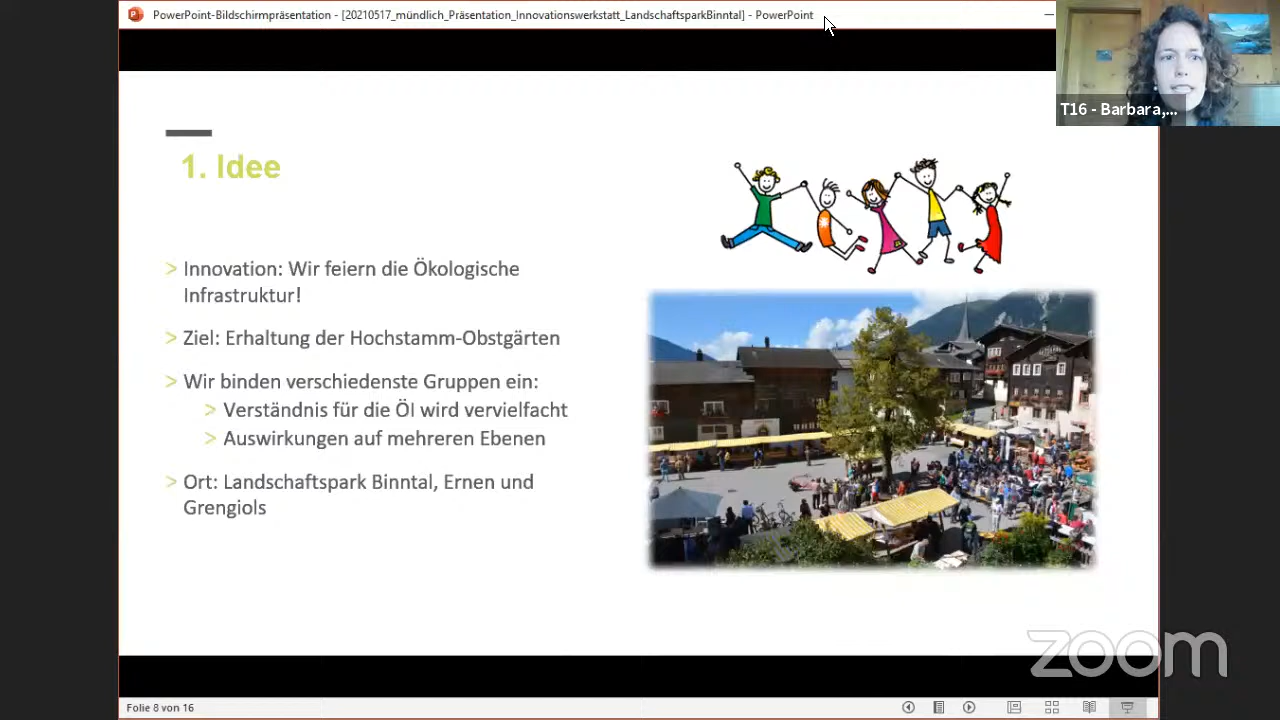 PowerPoint-Bildschirmpräsentation - [20210517_mündlich_Präsentation_Innovationswerkstatt_LandschaftsparkBinntal] - PowerPoint
T16 - Barbara,...
1. Idee
> Innovation: Wir feiern die Ökologische
Infrastruktur!
> Ziel: Erhaltung der Hochstamm-Obstgärten
> Wir binden verschiedenste Gruppen ein:
> Verständnis für die ÖI wird vervielfacht
> Auswirkungen auf mehreren Ebenen
> Ort: Landschaftspark Binntal, Ernen und
Grengiols
zoom
Folie 8 von 16